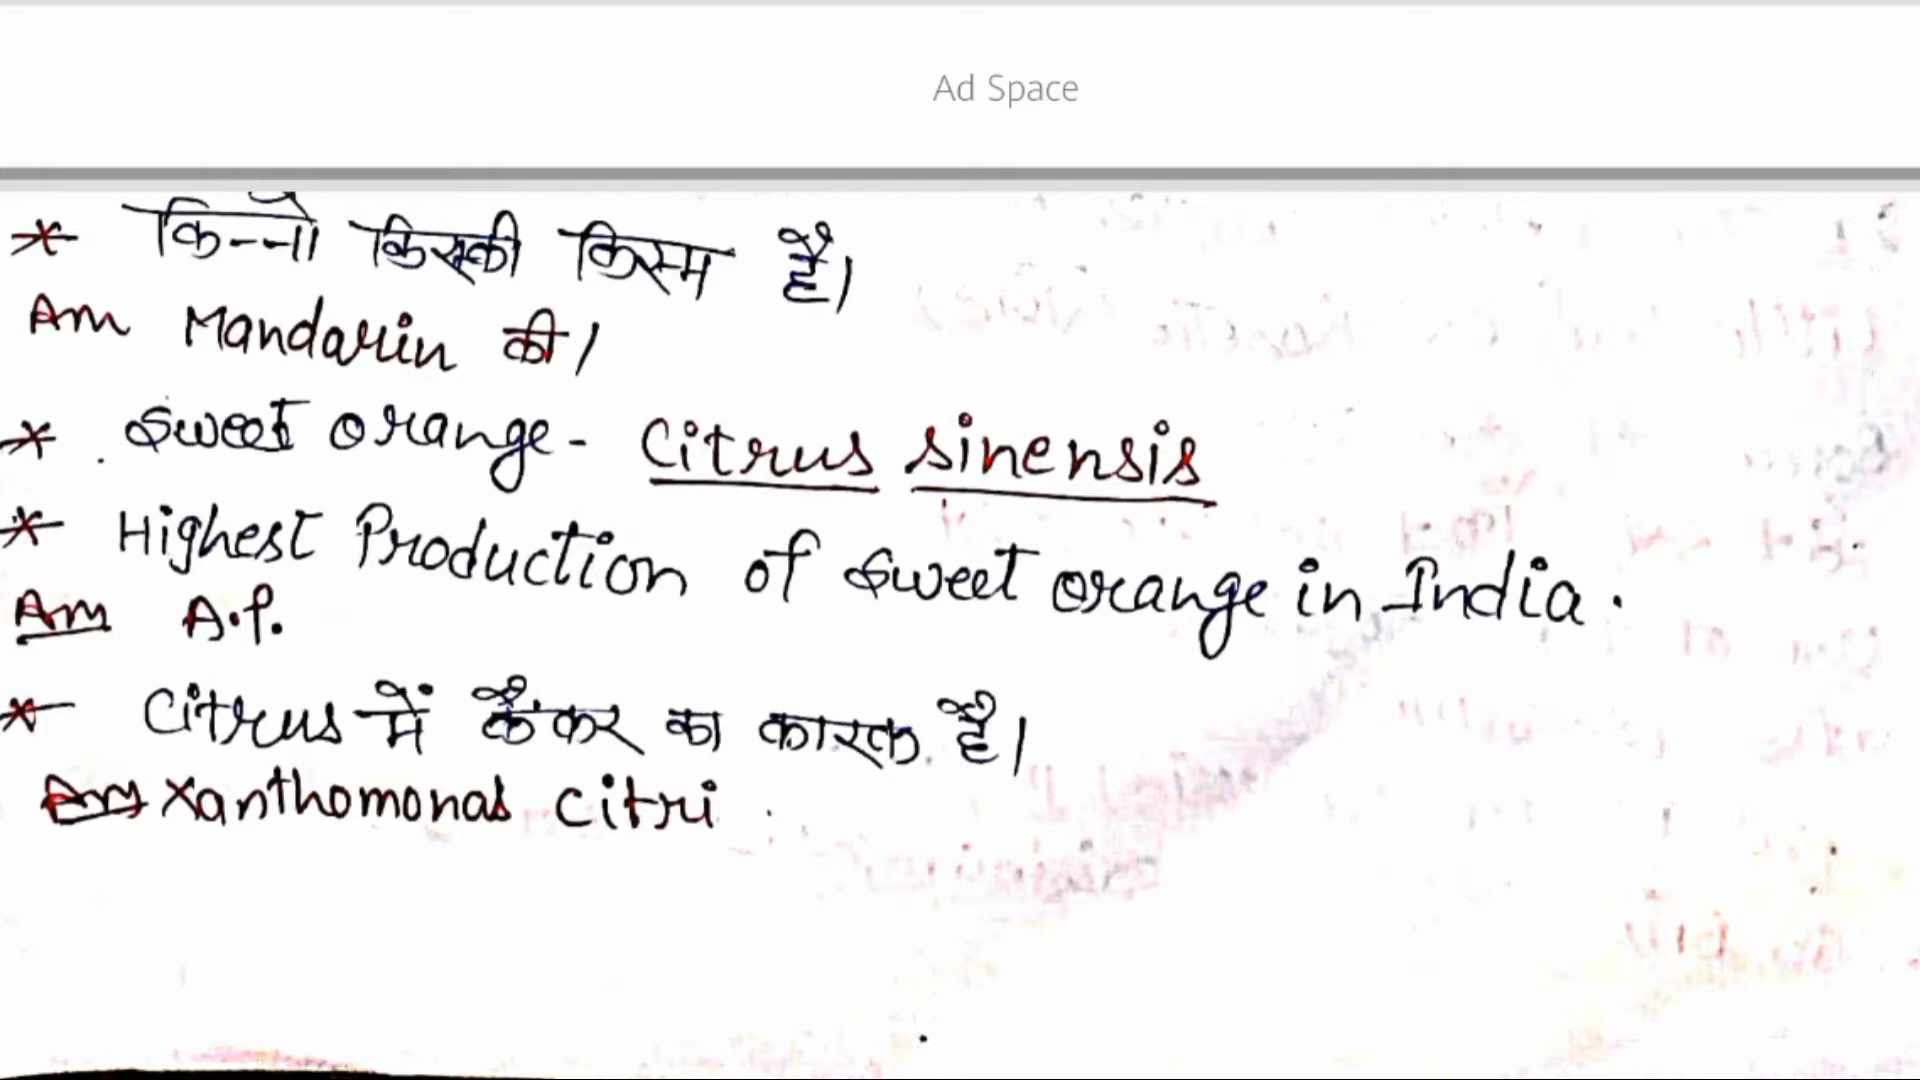 Ad Space
* किन्नो किसकी किस्म है।
Ans Mandarin की।
* Sweet orange - Citrus sinensis
* Highest Production of sweet orange in India.
Ans A.P.
* Citrus में कैंकर का कारक है।
Ans Xanthomonas citri